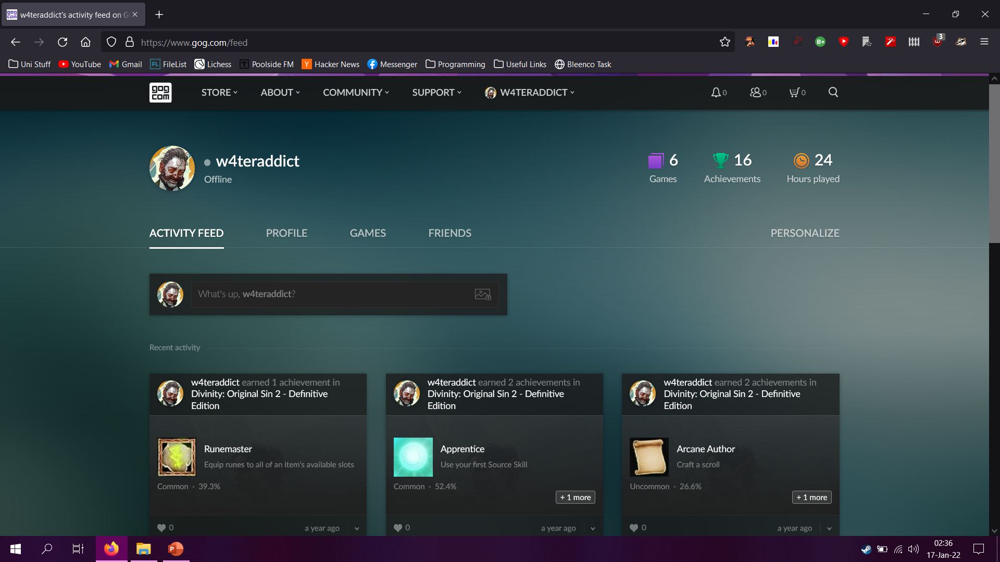 w4teraddict's activity feed on GO
https://www.gog.com/feed
3
Uni Stuff
YouTube
Gmail
FL
FileList
Lichess
Poolside FM
Y
Hacker News
Messenger
Programming
Useful Links
Bleenco Task
gog
com
STORE
ABOUT
COMMUNITY
SUPPORT
W4TERADDICT
0
0
0
w4teraddict
Offline
6
Games
16
Achievements
24
Hours played
ACTIVITY FEED
PROFILE
GAMES
FRIENDS
PERSONALIZE
What's up, w4teraddict?
Recent activity
w4teraddict earned 1 achievement in
Divinity: Original Sin 2 - Definitive
Edition
Runemaster
Equip runes to all of an item's available slots
Common · 39.3%
0
a year ago
w4teraddict earned 2 achievements in
Divinity: Original Sin 2 - Definitive
Edition
Apprentice
Use your first Source Skill
Common · 52.4%
+ 1 more
0
a year ago
w4teraddict earned 2 achievements in
Divinity: Original Sin 2 - Definitive
Edition
Arcane Author
Craft a scroll
Uncommon · 26.6%
+ 1 more
0
a year ago
P
02:36
17-Jan-22